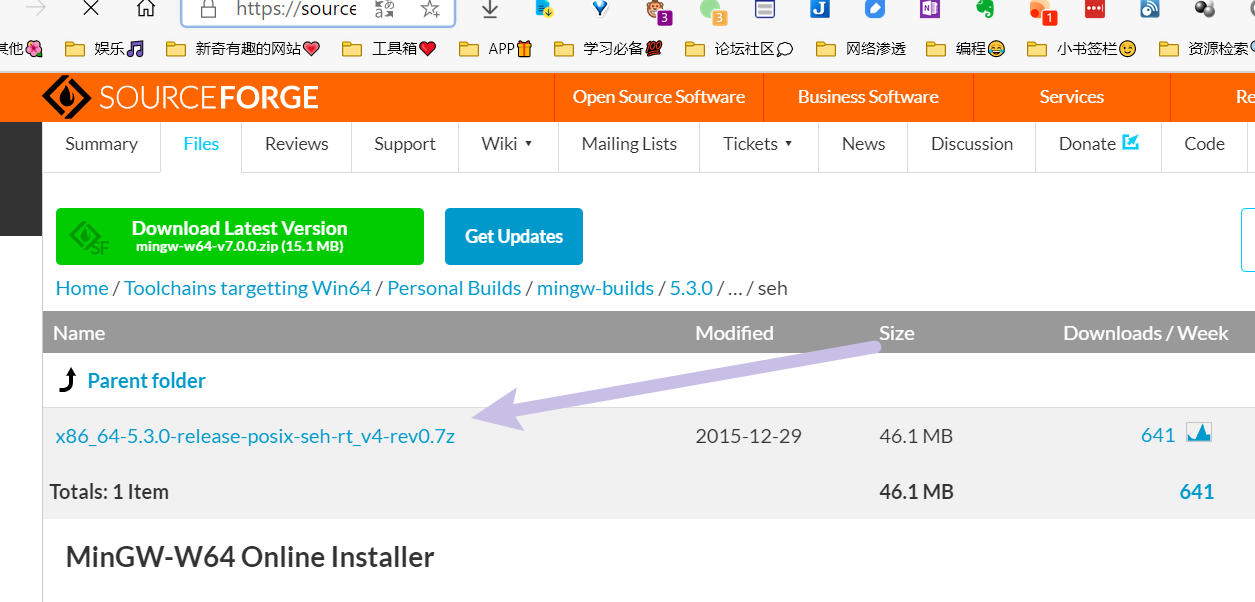 https://source
3
3
1
其他 娱乐 新奇有趣的网站 工具箱 APP 学习必备 论坛社区 网络渗透 编程 小书签栏 资源检索
SOURCEFORGE Open Source Software Business Software Services Re
Summary Files Reviews Support Wiki Mailing Lists Tickets News Discussion Donate Code
Download Latest Version
mingw-w64-v7.0.0.zip (15.1 MB)
SF
Get Updates
Home / Toolchains targetting Win64 / Personal Builds / mingw-builds / 5.3.0 / ... / seh
Name Modified Size Downloads / Week
Parent folder
x86_64-5.3.0-release-posix-seh-rt_v4-rev0.7z 2015-12-29 46.1 MB 641
Totals: 1 Item 46.1 MB 641
MinGW-W64 Online Installer